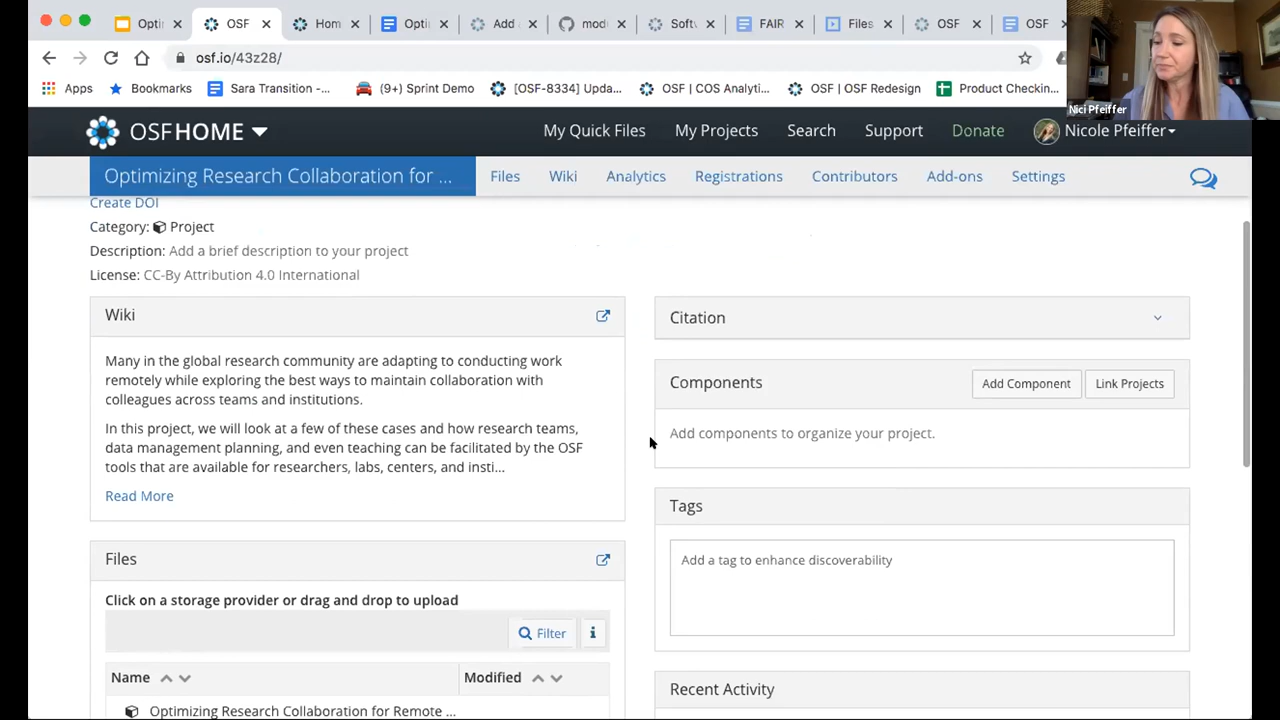 Opti
OSF
Hom
Opti
Add
mod
Softv
FAIR
Files
OSF
OSF
osf.io/43z28/
Apps
Bookmarks
Sara Transition -...
(9+) Sprint Demo
[OSF-8334] Upda...
OSF | COS Analyti...
OSF | OSF Redesign
Product Checkin...
Nici Pfeiffer
OSFHOME
My Quick Files
My Projects
Search
Support
Donate
Nicole Pfeiffer
Optimizing Research Collaboration for ...
Files
Wiki
Analytics
Registrations
Contributors
Add-ons
Settings
Create DOI
Category: Project
Description: Add a brief description to your project
License: CC-By Attribution 4.0 International
Wiki
Many in the global research community are adapting to conducting work
remotely while exploring the best ways to maintain collaboration with
colleagues across teams and institutions.
In this project, we will look at a few of these cases and how research teams,
data management planning, and even teaching can be facilitated by the OSF
tools that are available for researchers, labs, centers, and insti...
Read More
Files
Click on a storage provider or drag and drop to upload
Filter
Name
Modified
Optimizing Research Collaboration for Remote ...
Citation
Components
Add Component
Link Projects
Add components to organize your project.
Tags
Add a tag to enhance discoverability
Recent Activity